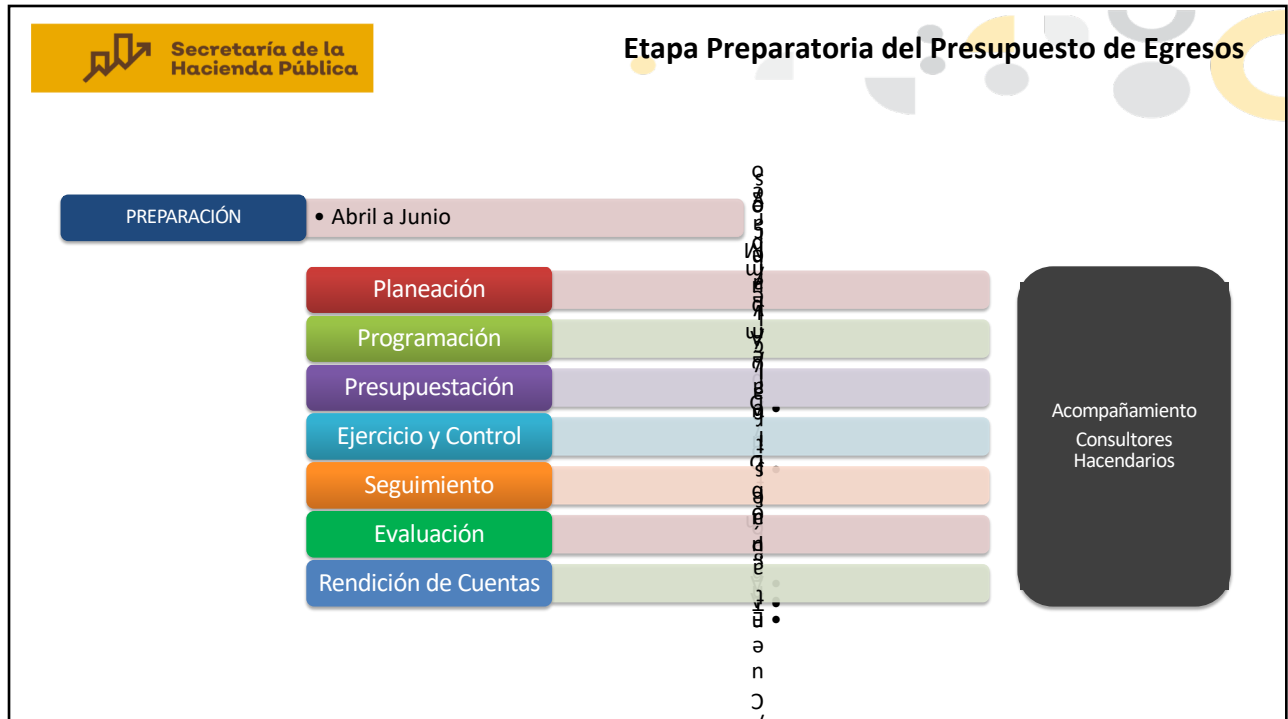 Secretaría de la
Hacienda Pública
Etapa Preparatoria del Presupuesto de Egresos
PREPARACIÓN
• Abril a Junio
Planeación
Programación
Presupuestación
Ejercicio y Control
Seguimiento
Evaluación
Rendición de Cuentas
Acompañamiento
Consultores
Hacendarios